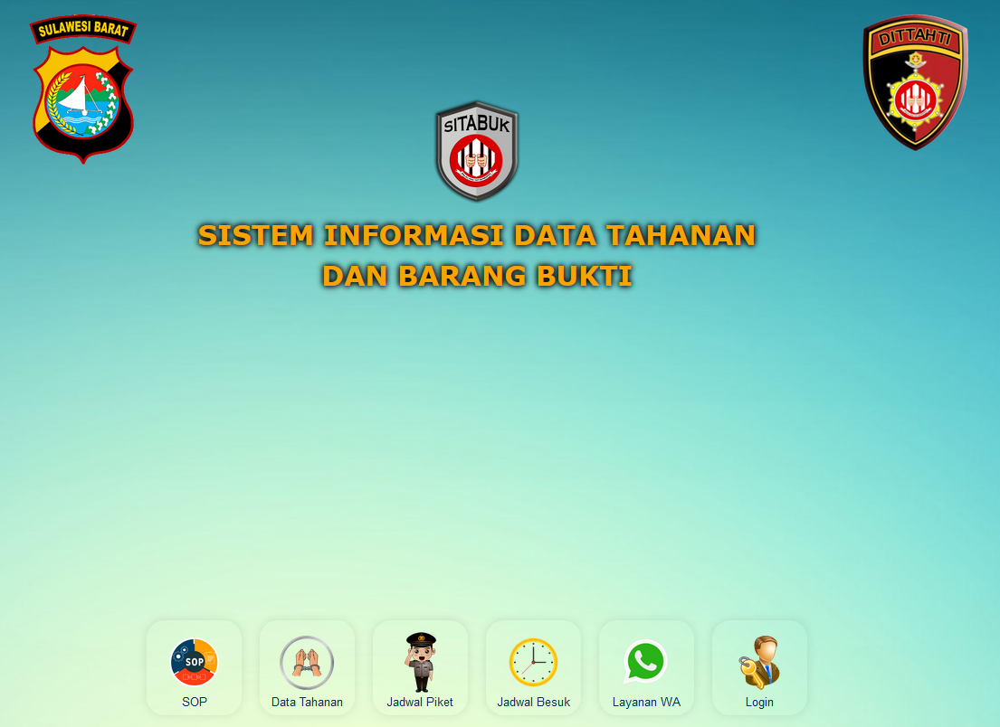 SULAWESI BARAT
DITTAHTI
SITABUK
SISTEM INFORMASI DATA TAHANAN
DAN BARANG BUKTI
SOP
SOP
Data Tahanan
Jadwal Piket
Jadwal Besuk
Layanan WA
Login